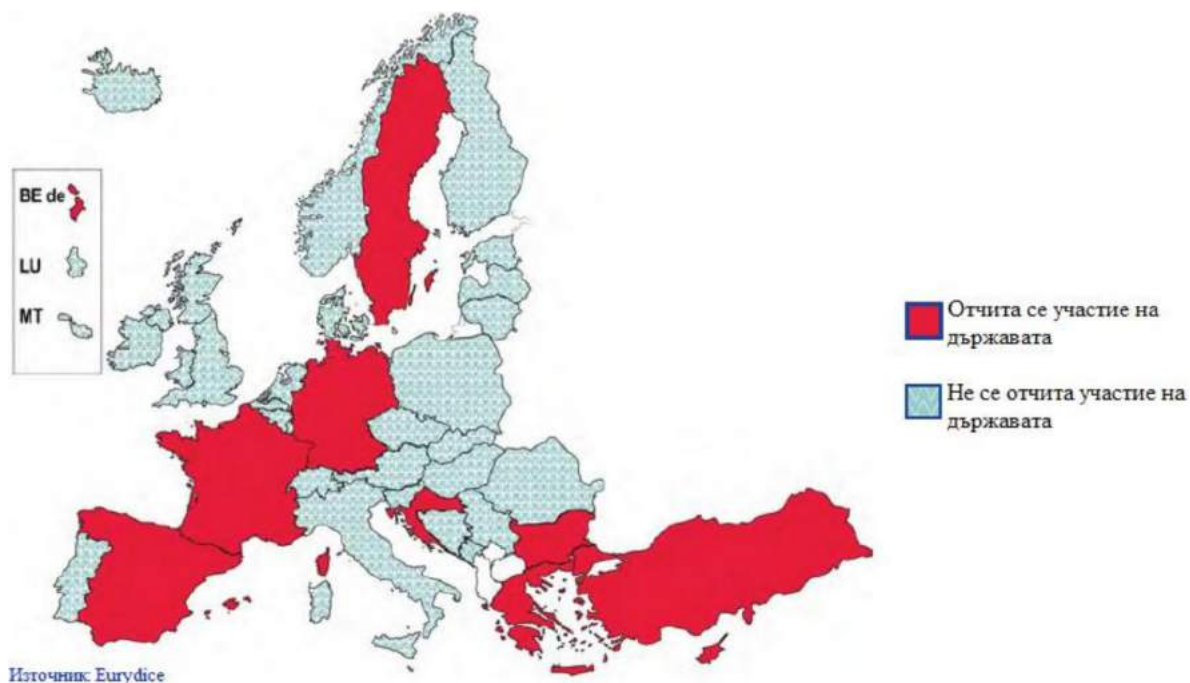 BE de
LU
MT
Отчита се участие на
държавата
Не се отчита участие на
държавата
Източник: Eurydice